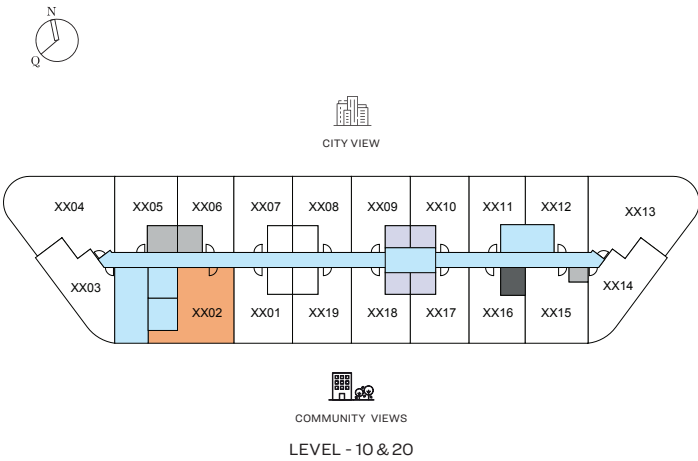 N
Q
CITY VIEW
XX04 XX05 XX06 XX07 XX08 XX09 XX10 XX11 XX12 XX13
XX03 XX14
XX02 XX01 XX19 XX18 XX17 XX16 XX15
COMMUNITY VIEWS
LEVEL - 10 & 20